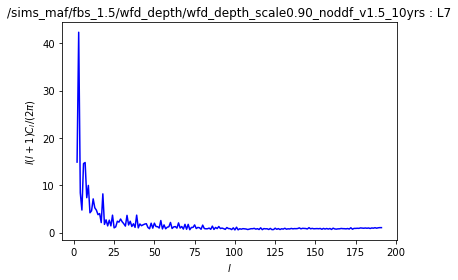 /sims_maf/fbs_1.5/wfd_depth/wfd_depth_scale0.90_noddf_v1.5_10yrs : L7
l(l + 1)Cₗ/(2π)
40
30
20
10
0
0 25 50 75 100 125 150 175 200
l